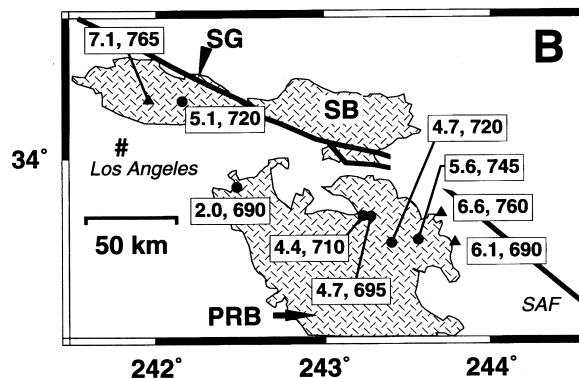 7.1, 765
SG
B
SB
5.1, 720
4.7, 720
34°
#
Los Angeles
5.6, 745
2.0, 690
6.6, 760
50 km
4.4, 710
6.1, 690
4.7, 695
PRB
SAF
242°
243°
244°